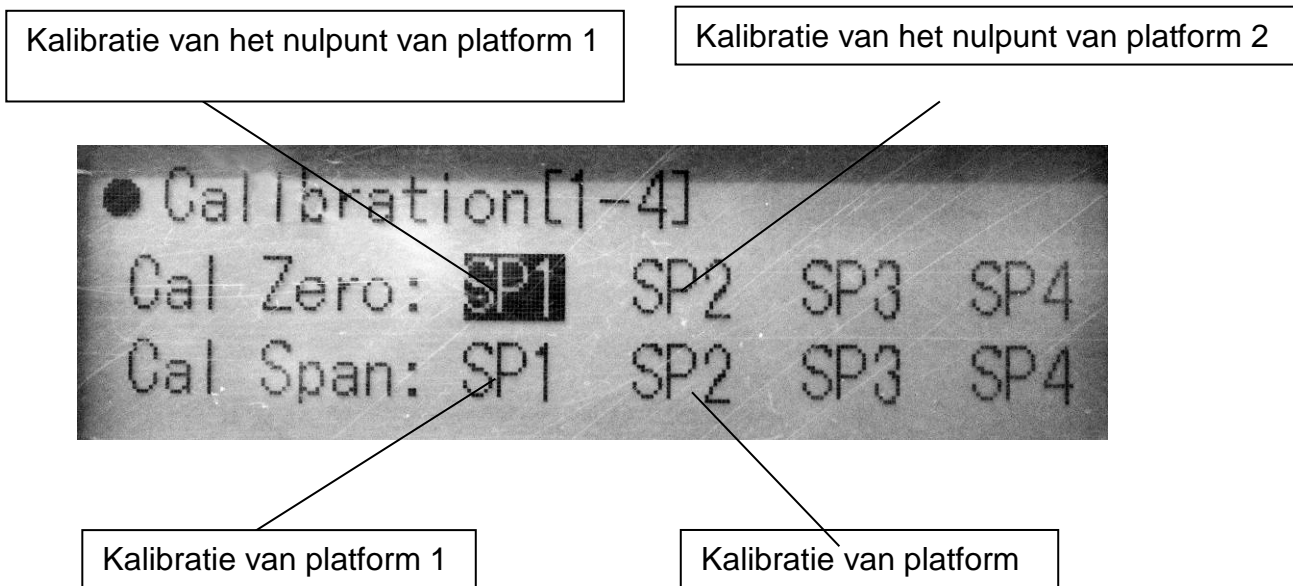 Kalibratie van het nulpunt van platform 1
Kalibratie van het nulpunt van platform 2
Calibration[1-4]
Cal Zero: SP1 SP2 SP3 SP4
Cal Span: SP1 SP2 SP3 SP4
Kalibratie van platform 1
Kalibratie van platform